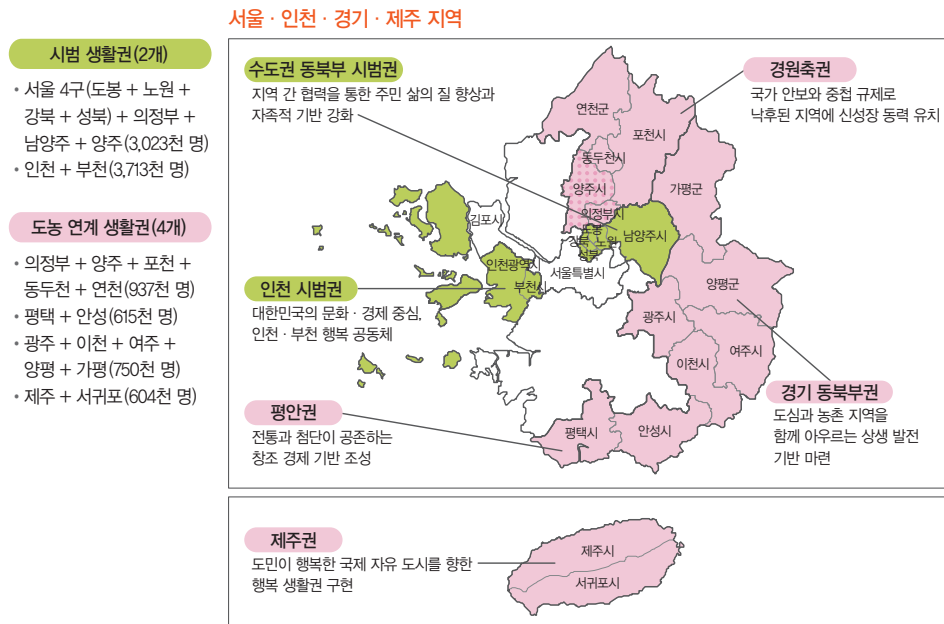 서울 · 인천 · 경기 · 제주 지역
시범 생활권(2개)
• 서울 4구(도봉 + 노원 +
강북 + 성북) + 의정부 +
남양주 + 양주(3,023천 명)
• 인천 + 부천(3,713천 명)
도농 연계 생활권(4개)
• 의정부 + 양주 + 포천 +
동두천 + 연천(937천 명)
• 평택 + 안성(615천 명)
• 광주 + 이천 + 여주 +
양평 + 가평(750천 명)
• 제주 + 서귀포(604천 명)
수도권 동북부 시범권
지역 간 협력을 통한 주민 삶의 질 향상과
자족적 기반 강화
경원축권
국가 안보와 중첩 규제로
낙후된 지역에 신성장 동력 유치
연천군
포천시
동두천시
양주시
가평군
의정부시
도봉
강북 노원
성북
남양주시
김포시
서울특별시
인천광역시
부천시
인천 시범권
대한민국의 문화 · 경제 중심,
인천 · 부천 행복 공동체
양평군
광주시
여주시
이천시
경기 동북부권
도심과 농촌 지역을
함께 아우르는 상생 발전
기반 마련
평안권
전통과 첨단이 공존하는
창조 경제 기반 조성
평택시
안성시
제주권
도민이 행복한 국제 자유 도시를 향한
행복 생활권 구현
제주시
서귀포시